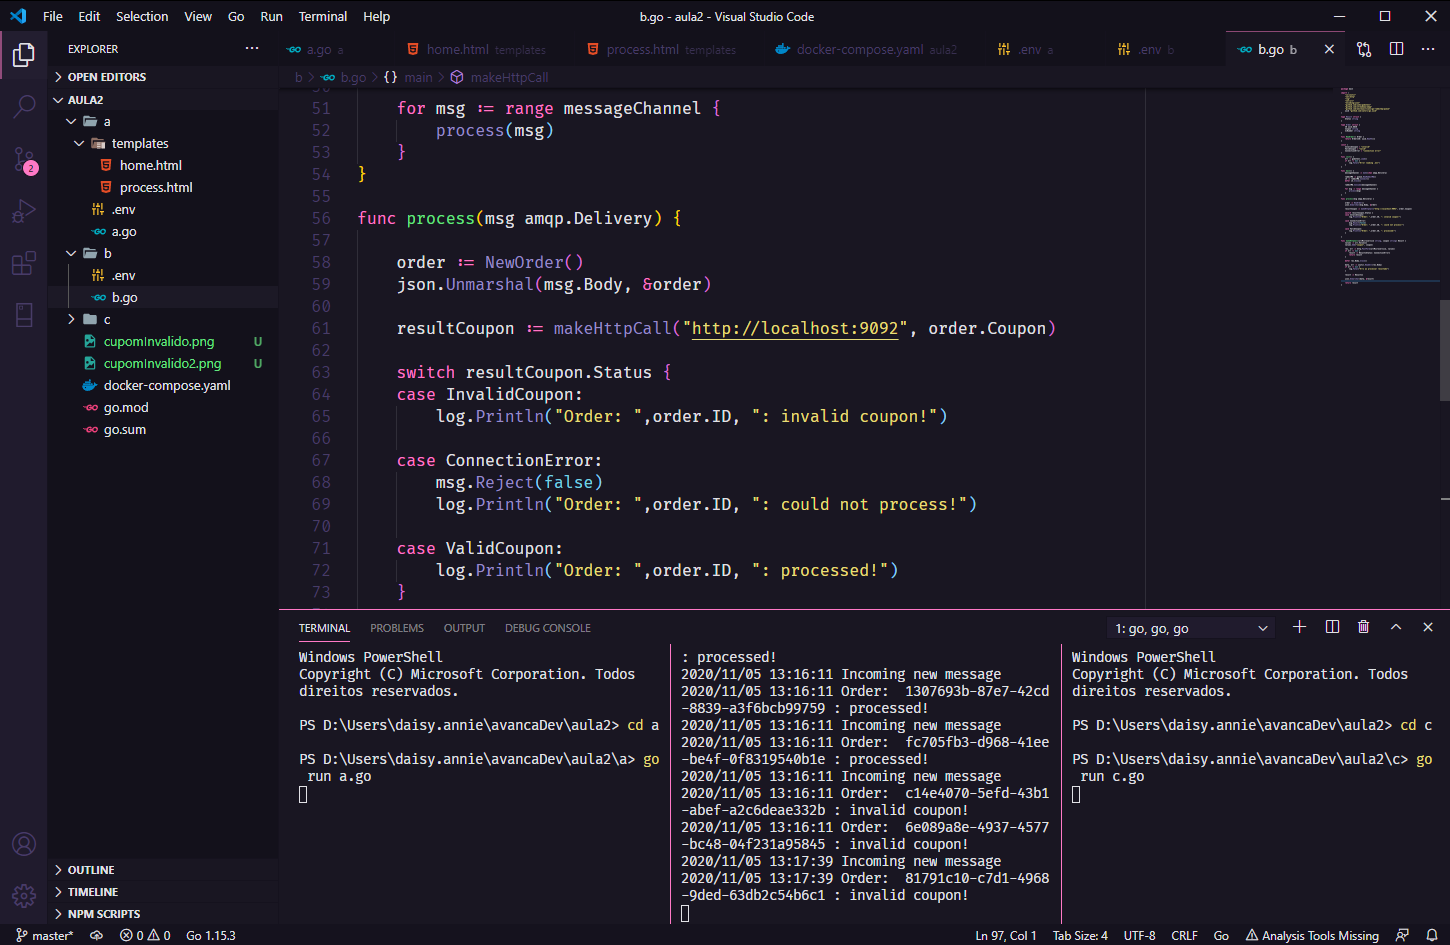 File Edit Selection View Go Run Terminal Help
b.go - aula2 - Visual Studio Code
EXPLORER
OPEN EDITORS
AULA2
a
templates
home.html
process.html
.env
a.go
b
.env
b.go
c
cupomInvalido.png U
cupomInvalido2.png U
docker-compose.yaml
go.mod
go.sum
2
OUTLINE
TIMELINE
NPM SCRIPTS
a.go a home.html templates process.html templates docker-compose.yaml aula2 .env a .env b b.go b
b > b.go > {} main > makeHttpCall
51 for msg := range messageChannel {
52 process(msg)
53 }
54 }
55
56 func process(msg amqp.Delivery) {
57
58 order := NewOrder()
59 json.Unmarshal(msg.Body, &order)
60
61 resultCoupon := makeHttpCall("http://localhost:9092", order.Coupon)
62
63 switch resultCoupon.Status {
64 case InvalidCoupon:
65 log.Println("Order: ",order.ID, ": invalid coupon!")
66
67 case ConnectionError:
68 msg.Reject(false)
69 log.Println("Order: ",order.ID, ": could not process!")
70
71 case ValidCoupon:
72 log.Println("Order: ",order.ID, ": processed!")
73 }
TERMINAL PROBLEMS OUTPUT DEBUG CONSOLE
1: go, go, go
Windows PowerShell
Copyright (C) Microsoft Corporation. Todos
direitos reservados.
PS D:\Users\daisy.annie\avancaDev\aula2> cd a
PS D:\Users\daisy.annie\avancaDev\aula2\a> go
run a.go
: processed!
2020/11/05 13:16:11 Incoming new message
2020/11/05 13:16:11 Order:  1307693b-87e7-42cd
-8839-a3f6bcb99759 : processed!
2020/11/05 13:16:11 Incoming new message
2020/11/05 13:16:11 Order:  fc705fb3-d968-41ee
-be4f-0f8319540b1e : processed!
2020/11/05 13:16:11 Incoming new message
2020/11/05 13:16:11 Order:  c14e4070-5efd-43b1
-abef-a2c6deae332b : invalid coupon!
2020/11/05 13:16:11 Order:  6e089a8e-4937-4577
-bc48-04f231a95845 : invalid coupon!
2020/11/05 13:17:39 Incoming new message
2020/11/05 13:17:39 Order:  81791c10-c7d1-4968
-9ded-63db2c54b6c1 : invalid coupon!
Windows PowerShell
Copyright (C) Microsoft Corporation. Todos
direitos reservados.
PS D:\Users\daisy.annie\avancaDev\aula2> cd c
PS D:\Users\daisy.annie\avancaDev\aula2\c> go
run c.go
master* 0 0 Go 1.15.3
Ln 97, Col 1 Tab Size: 4 UTF-8 CRLF Go Analysis Tools Missing